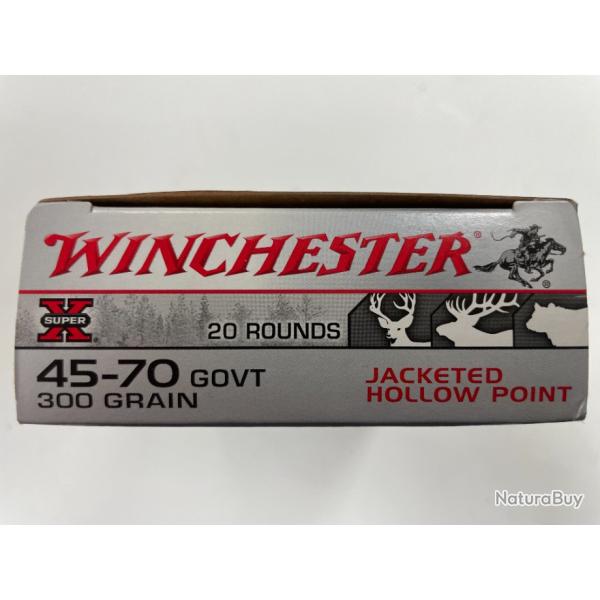 WINCHESTER®
SUPER X
20 ROUNDS
45-70 GOVT
300 GRAIN
JACKETED
HOLLOW POINT
NaturaBuy